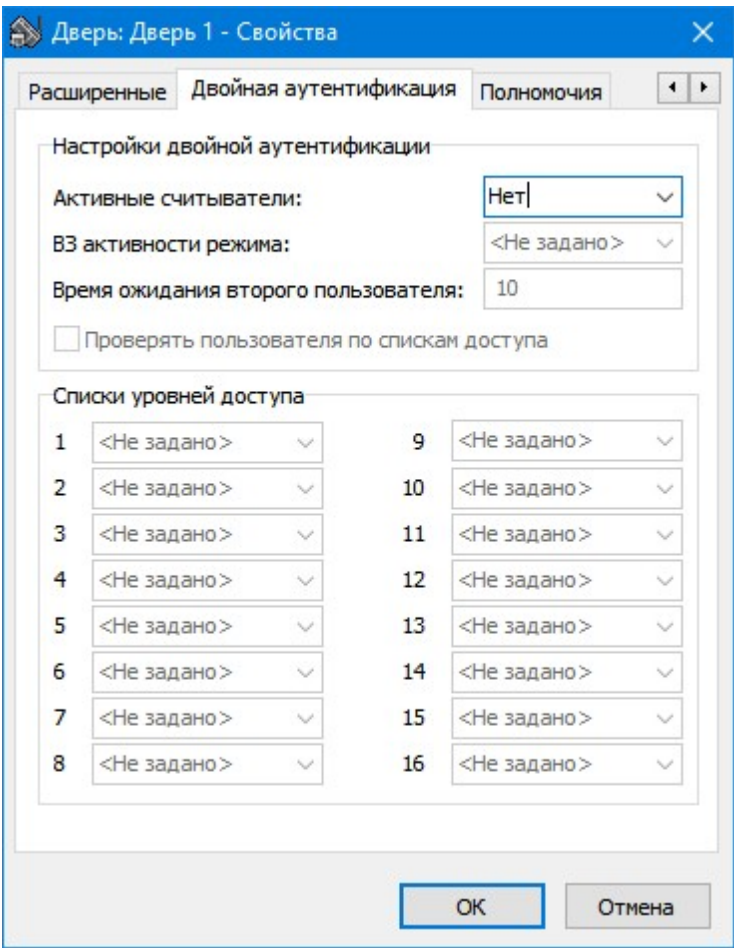 Дверь: Дверь 1 - Свойства
Расширенные Двойная аутентификация Полномочия
Настройки двойной аутентификации
Активные считыватели: Нет
ВЗ активности режима: <Не задано>
Время ожидания второго пользователя: 10
Проверять пользователя по спискам доступа
Списки уровней доступа
1 <Не задано> 9 <Не задано>
2 <Не задано> 10 <Не задано>
3 <Не задано> 11 <Не задано>
4 <Не задано> 12 <Не задано>
5 <Не задано> 13 <Не задано>
6 <Не задано> 14 <Не задано>
7 <Не задано> 15 <Не задано>
8 <Не задано> 16 <Не задано>
ОК Отмена